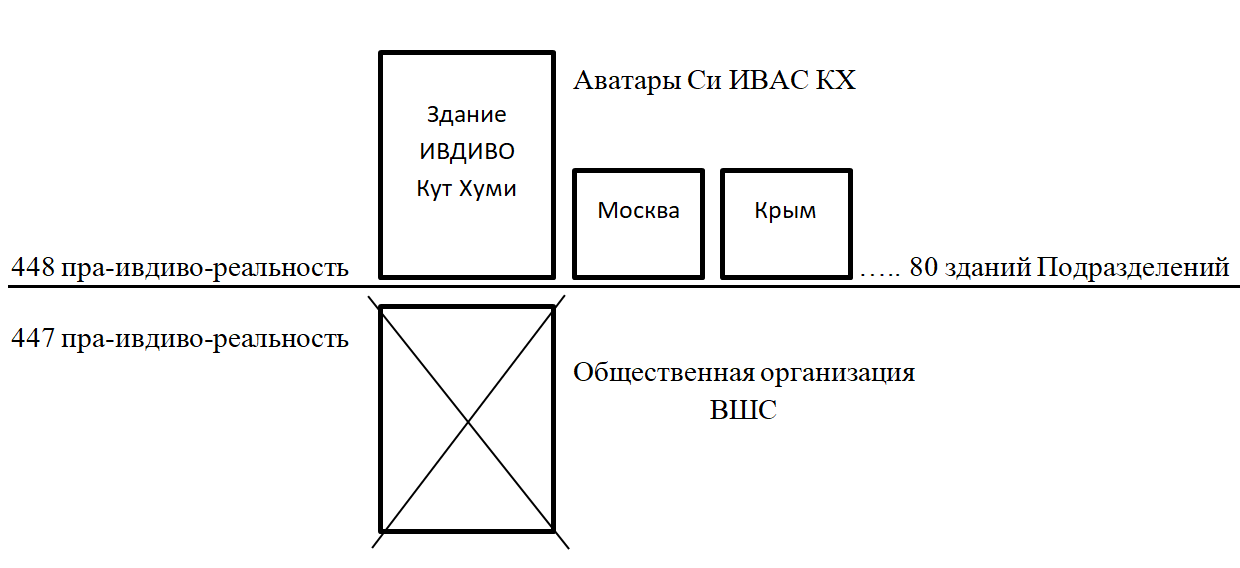 Аватары Си ИВАС КХ
Здание
ИВДИВО
Кут Хуми
Москва
Крым
448 пра-ивдиво-реальность
….. 80 зданий Подразделений
447 пра-ивдиво-реальность
Общественная организация
ВШС